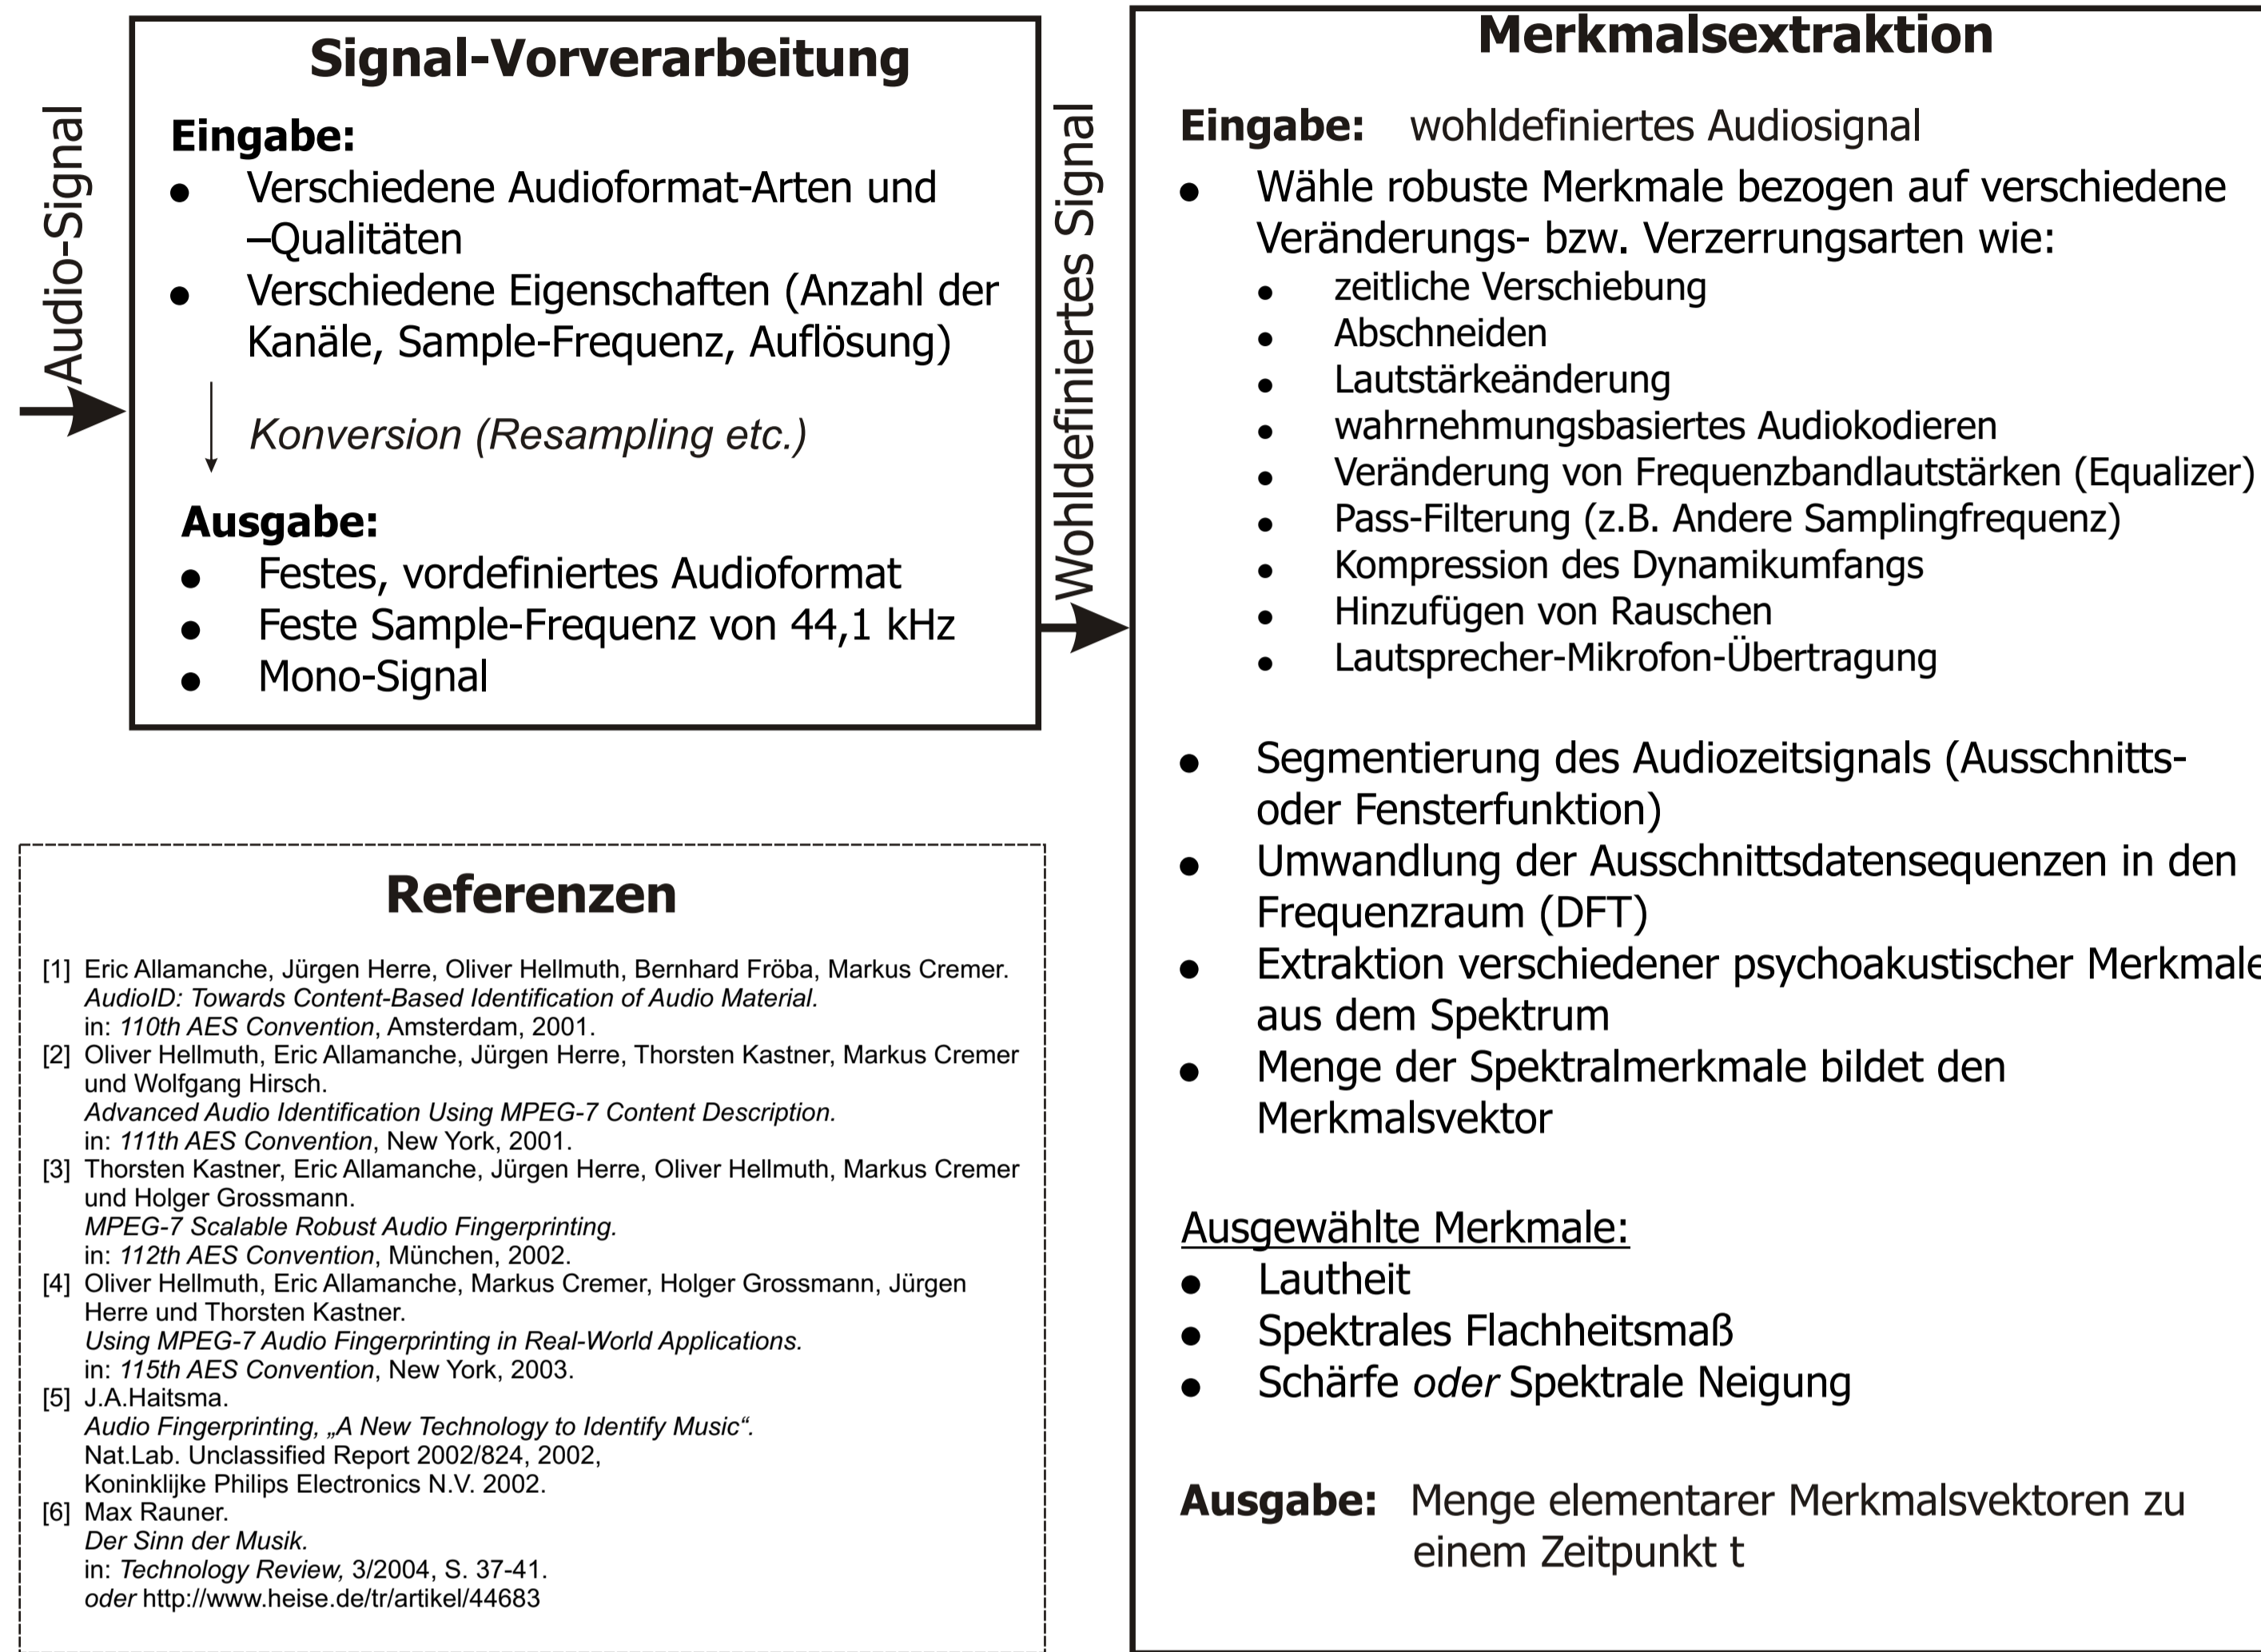 Audio-Signal
Signal-Vorverarbeitung
Eingabe:
● Verschiedene Audioformat-Arten und
–Qualitäten
● Verschiedene Eigenschaften (Anzahl der
Kanäle, Sample-Frequenz, Auflösung)
Konversion (Resampling etc.)
Ausgabe:
● Festes, vordefiniertes Audioformat
● Feste Sample-Frequenz von 44,1 kHz
● Mono-Signal
Wohldefiniertes Signal
Merkmalsextraktion
Eingabe: wohldefiniertes Audiosignal
● Wähle robuste Merkmale bezogen auf verschiedene
Veränderungs- bzw. Verzerrungsarten wie:
● zeitliche Verschiebung
● Abschneiden
● Lautstärkeänderung
● wahrnehmungsbasiertes Audiokodieren
● Veränderung von Frequenzbandlautstärken (Equalizer)
● Pass-Filterung (z.B. Andere Samplingfrequenz)
● Kompression des Dynamikumfangs
● Hinzufügen von Rauschen
● Lautsprecher-Mikrofon-Übertragung
● Segmentierung des Audiozeitsignals (Ausschnitts-
oder Fensterfunktion)
● Umwandlung der Ausschnittsdatensequenzen in den
Frequenzraum (DFT)
● Extraktion verschiedener psychoakustischer Merkmale
aus dem Spektrum
● Menge der Spektralmerkmale bildet den
Merkmalsvektor
Ausgewählte Merkmale:
● Lautheit
● Spektrales Flachheitsmaß
● Schärfe oder Spektrale Neigung
Ausgabe: Menge elementarer Merkmalsvektoren zu
einem Zeitpunkt t
Referenzen
[1] Eric Allamanche, Jürgen Herre, Oliver Hellmuth, Bernhard Fröba, Markus Cremer.
AudioID: Towards Content-Based Identification of Audio Material.
in: 110th AES Convention, Amsterdam, 2001.
[2] Oliver Hellmuth, Eric Allamanche, Jürgen Herre, Thorsten Kastner, Markus Cremer
und Wolfgang Hirsch.
Advanced Audio Identification Using MPEG-7 Content Description.
in: 111th AES Convention, New York, 2001.
[3] Thorsten Kastner, Eric Allamanche, Jürgen Herre, Oliver Hellmuth, Markus Cremer
und Holger Grossmann.
MPEG-7 Scalable Robust Audio Fingerprinting.
in: 112th AES Convention, München, 2002.
[4] Oliver Hellmuth, Eric Allamanche, Markus Cremer, Holger Grossmann, Jürgen
Herre und Thorsten Kastner.
Using MPEG-7 Audio Fingerprinting in Real-World Applications.
in: 115th AES Convention, New York, 2003.
[5] J.A.Haitsma.
Audio Fingerprinting, „A New Technology to Identify Music“.
Nat.Lab. Unclassified Report 2002/824, 2002,
Koninklijke Philips Electronics N.V. 2002.
[6] Max Rauner.
Der Sinn der Musik.
in: Technology Review, 3/2004, S. 37-41.
oder http://www.heise.de/tr/artikel/44683